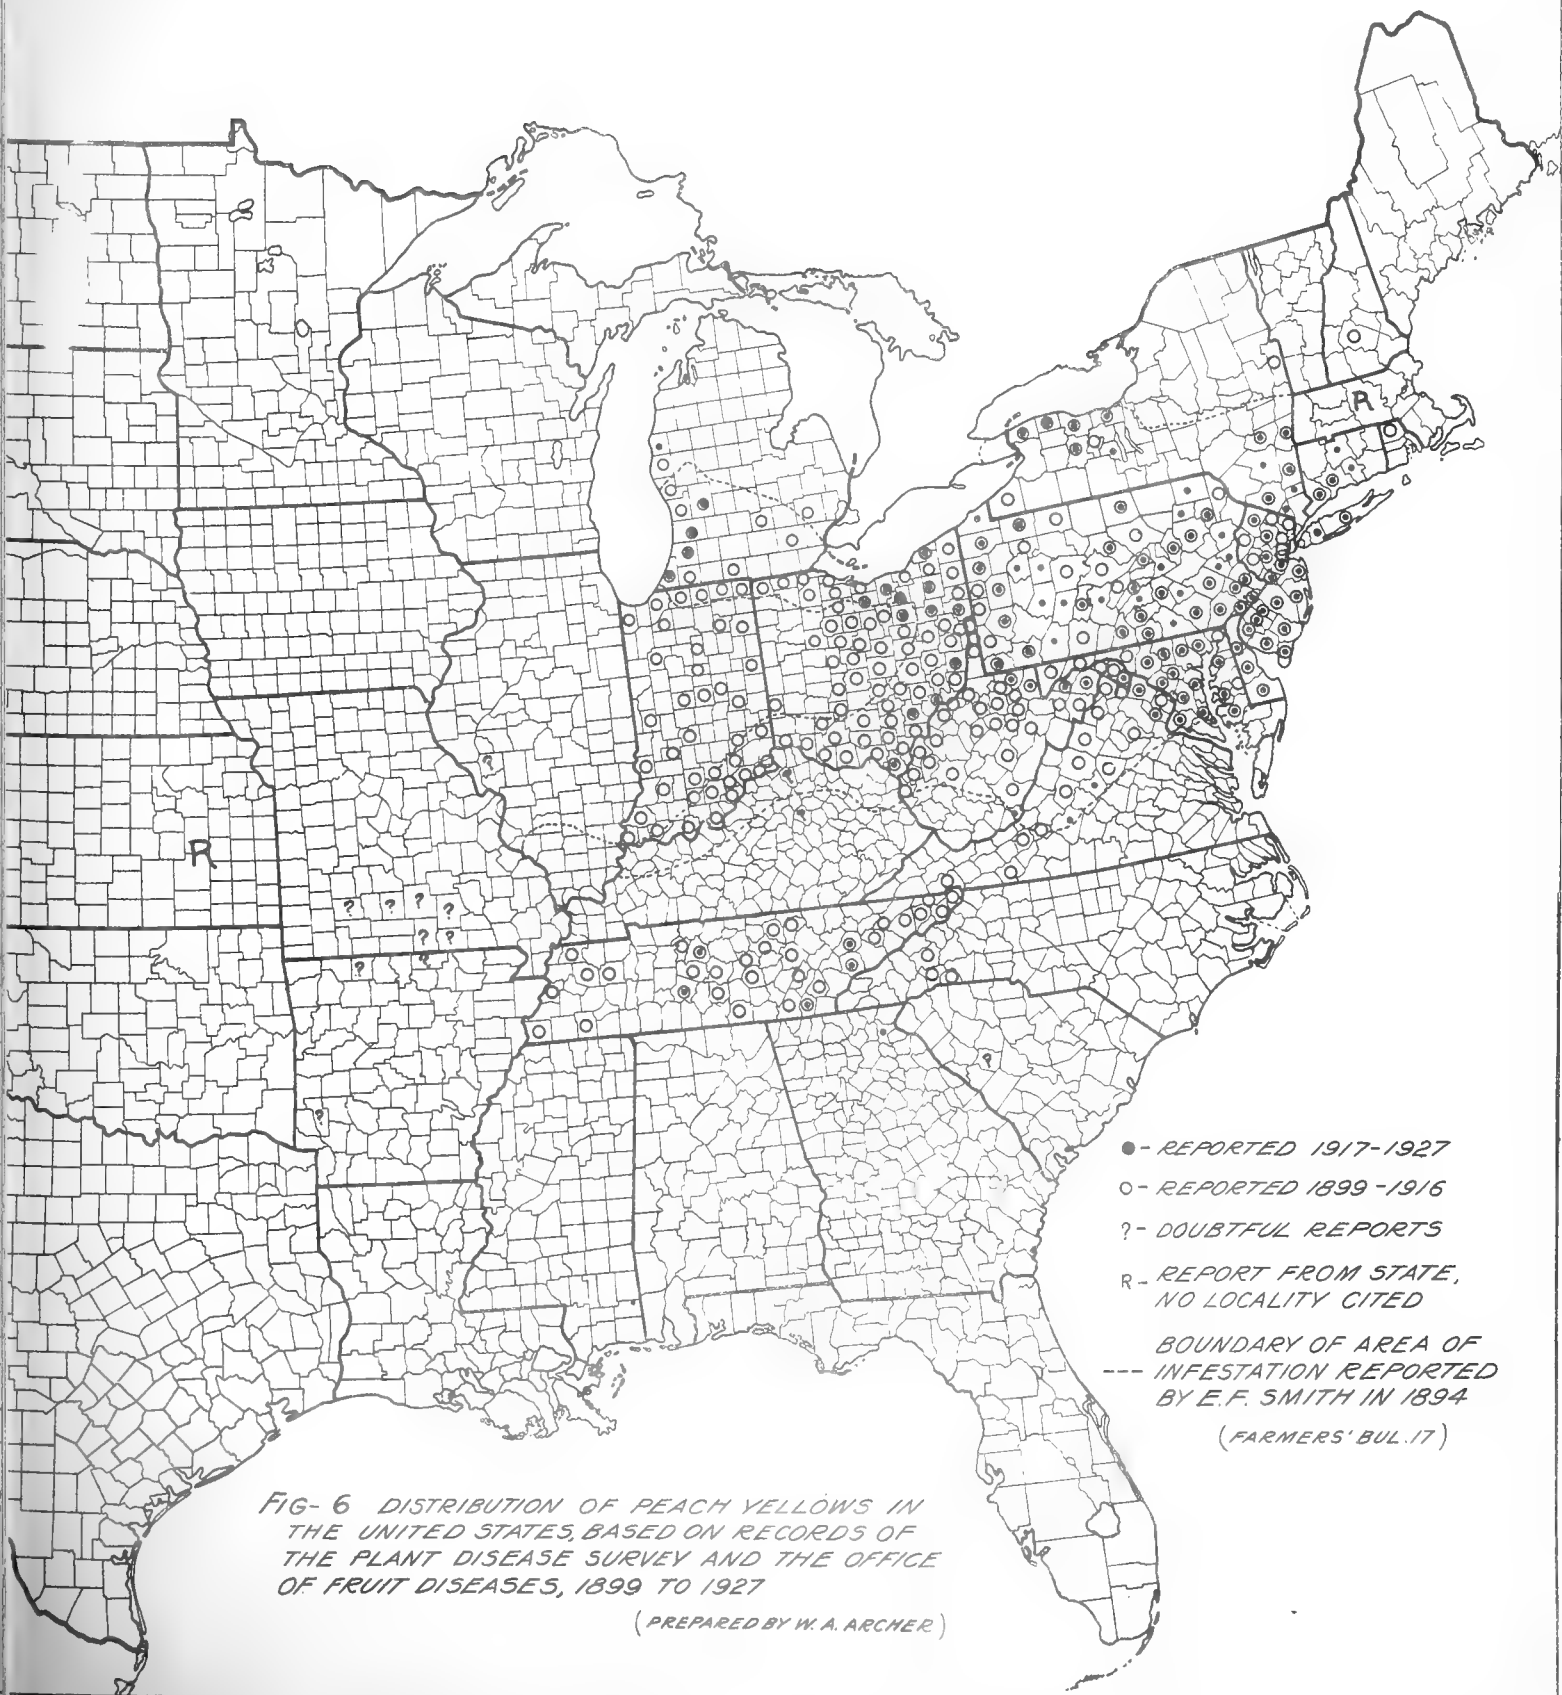 R
R
?
? ? ? ?
? ?
? ?
?
?
?
●- REPORTED 1917-1927
○- REPORTED 1899-1916
?- DOUBTFUL REPORTS
R- REPORT FROM STATE,
NO LOCALITY CITED
BOUNDARY OF AREA OF
--- INFESTATION REPORTED
BY E.F. SMITH IN 1894
(FARMERS' BUL. 17)
FIG- 6 DISTRIBUTION OF PEACH YELLOWS IN
THE UNITED STATES, BASED ON RECORDS OF
THE PLANT DISEASE SURVEY AND THE OFFICE
OF FRUIT DISEASES, 1899 TO 1927
(PREPARED BY W. A. ARCHER)